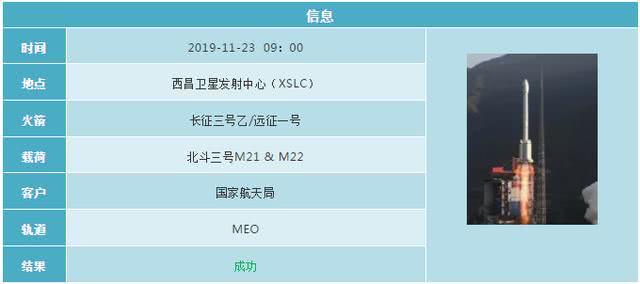 信息
时间 2019-11-23 09：00
地点 西昌卫星发射中心（XSLC）
火箭 长征三号乙/远征一号
载荷 北斗三号M21 & M22
客户 国家航天局
轨道 MEO
结果 成功